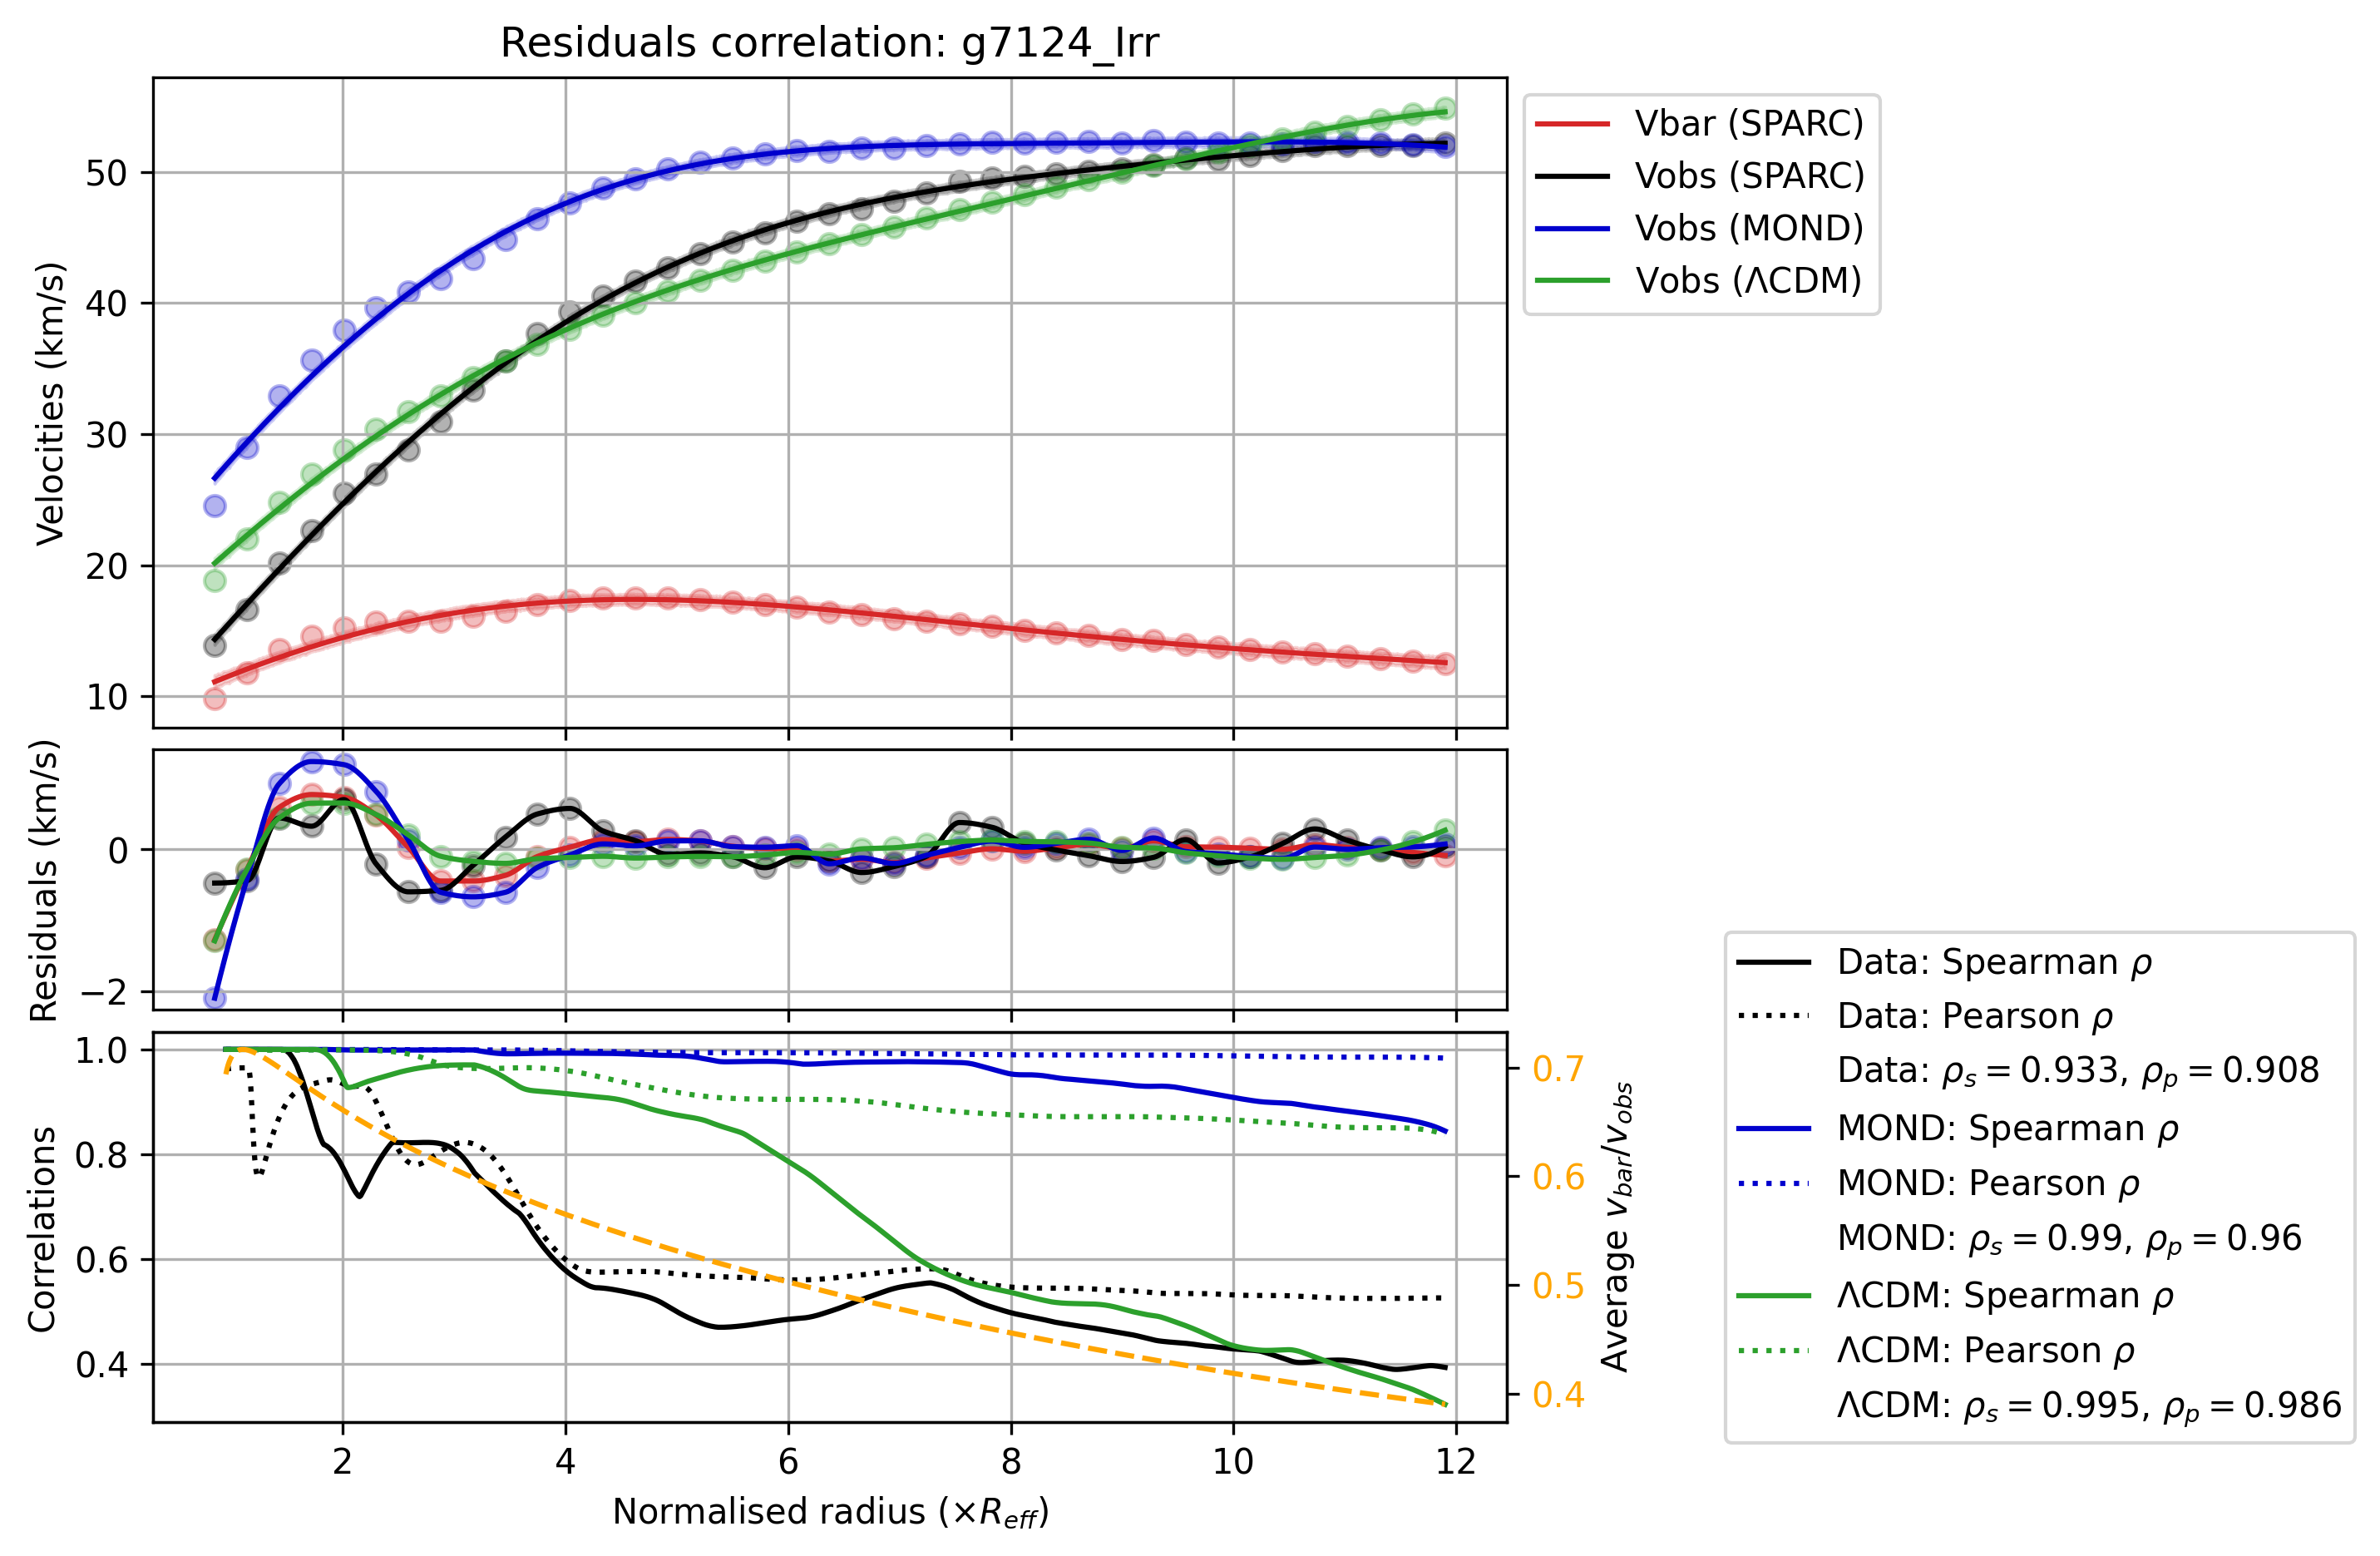 Residuals correlation: g7124_Irr
Velocities (km/s)
50
40
30
20
10
Vbar (SPARC)
Vobs (SPARC)
Vobs (MOND)
Vobs (ΛCDM)
Residuals (km/s)
0
−2
Correlations
1.0
0.8
0.6
0.4
0.7
0.6
0.5
0.4
Average v_bar/v_obs
2 4 6 8 10 12
Normalised radius (×R_eff)
Data: Spearman ρ
Data: Pearson ρ
Data: ρ_s = 0.933, ρ_p = 0.908
MOND: Spearman ρ
MOND: Pearson ρ
MOND: ρ_s = 0.99, ρ_p = 0.96
ΛCDM: Spearman ρ
ΛCDM: Pearson ρ
ΛCDM: ρ_s = 0.995, ρ_p = 0.986